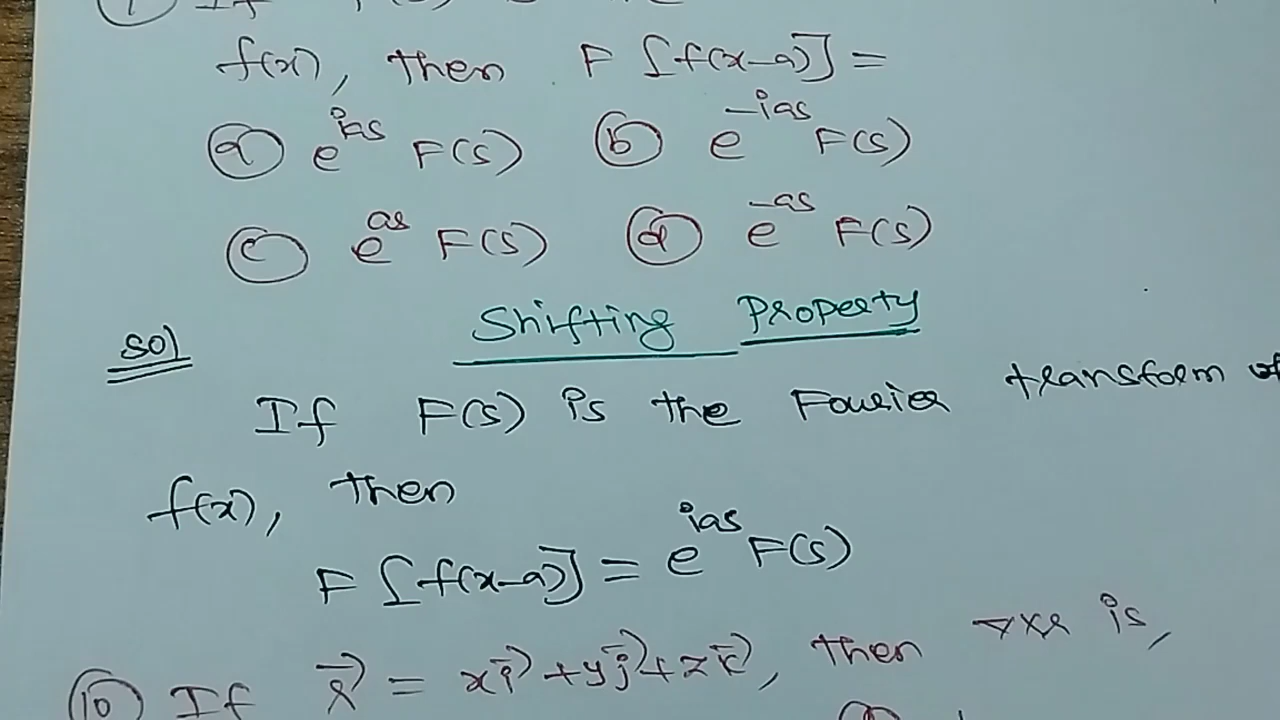 f(x), then F[f(x-a)] =
(a) e^{ias} F(s) (b) e^{-ias} F(s)
(c) e^{as} F(s) (d) e^{-as} F(s)
Shifting Property
Sol
If F(s) is the Fourier transform of
f(x), then
F[f(x-a)] = e^{ias} F(s)
(10) If r⃗ = xi⃗ + yj⃗ + zk⃗, then ∇×r is,